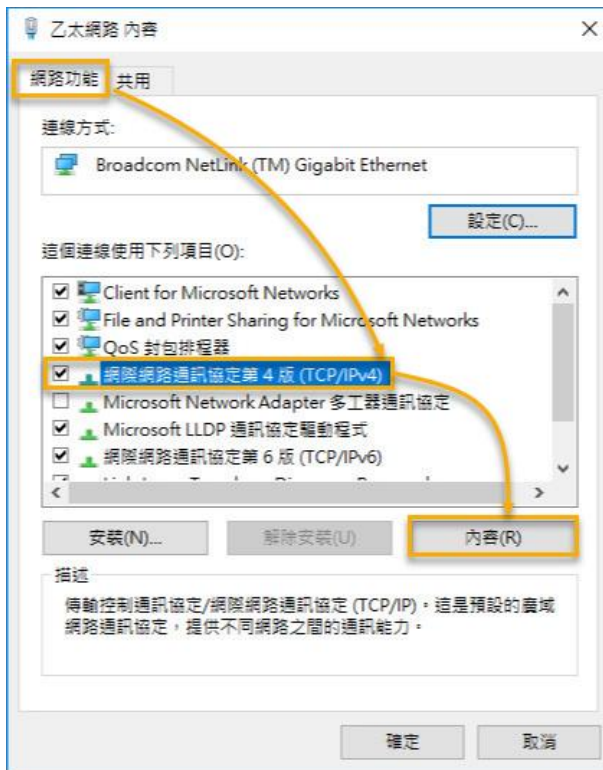 乙太網路 內容
網路功能 共用
連線方式:
Broadcom NetLink (TM) Gigabit Ethernet
設定(C)...
這個連線使用下列項目(O):
Client for Microsoft Networks
File and Printer Sharing for Microsoft Networks
QoS 封包排程器
網際網路通訊協定第 4 版 (TCP/IPv4)
Microsoft Network Adapter 多工器通訊協定
Microsoft LLDP 通訊協定驅動程式
網際網路通訊協定第 6 版 (TCP/IPv6)
安裝(N)... 解除安裝(U) 內容(R)
描述
傳輸控制通訊協定/網際網路通訊協定 (TCP/IP)。這是預設的廣域
網路通訊協定，提供不同網路之間的通訊能力。
確定 取消